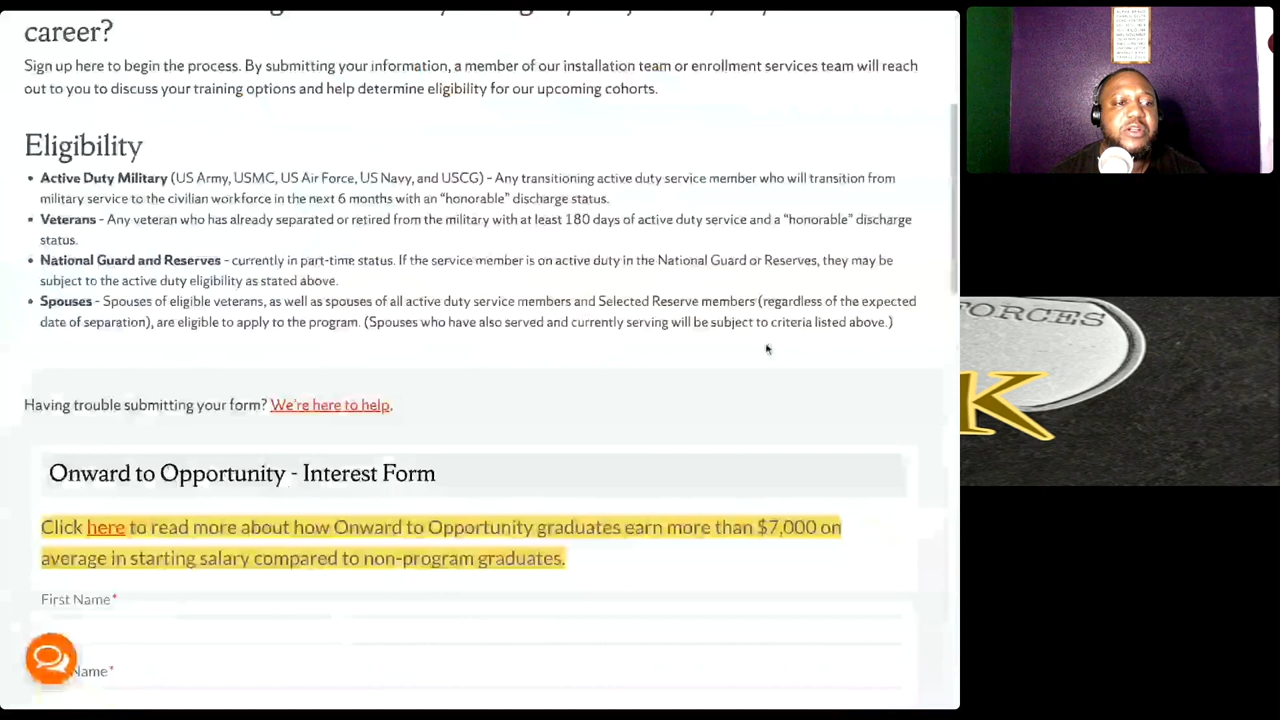 career?
Sign up here to begin the process. By submitting your information, a member of our installation team or enrollment services team will reach
out to you to discuss your training options and help determine eligibility for our upcoming cohorts.
Eligibility
• Active Duty Military (US Army, USMC, US Air Force, US Navy, and USCG) – Any transitioning active duty service member who will transition from
military service to the civilian workforce in the next 6 months with an “honorable” discharge status.
• Veterans – Any veteran who has already separated or retired from the military with at least 180 days of active duty service and a “honorable” discharge
status.
• National Guard and Reserves – currently in part-time status. If the service member is on active duty in the National Guard or Reserves, they may be
subject to the active duty eligibility as stated above.
• Spouses – Spouses of eligible veterans, as well as spouses of all active duty service members and Selected Reserve members (regardless of the expected
date of separation), are eligible to apply to the program. (Spouses who have also served and currently serving will be subject to criteria listed above.)
Having trouble submitting your form? We’re here to help.
Onward to Opportunity - Interest Form
Click here to read more about how Onward to Opportunity graduates earn more than $7,000 on
average in starting salary compared to non-program graduates.
First Name*
Name*
FORCES
K